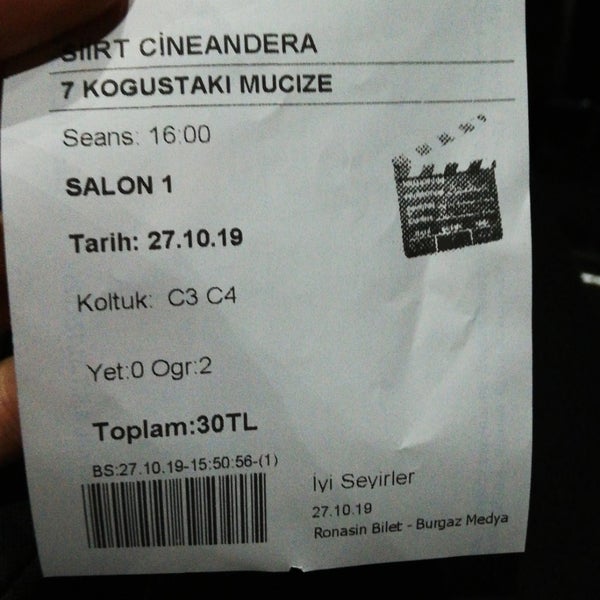 SİİRT CİNEANDERA
7 KOGUSTAKI MUCIZE
Seans: 16:00
SALON 1
Tarih: 27.10.19
Koltuk: C3 C4
Yet:0 Ogr:2
Toplam:30TL
BS:27.10.19-15:50:56-(1)
İyi Seyirler
27.10.19
Ronasin Bilet - Burgaz Medya